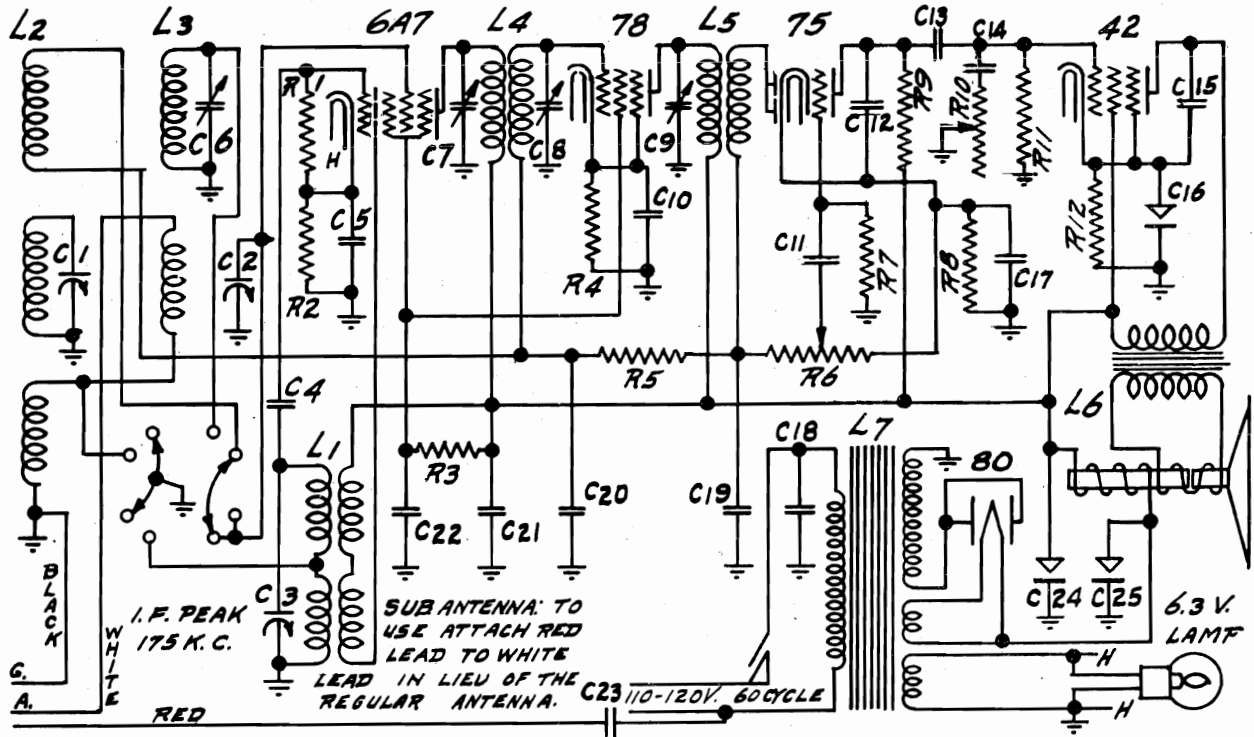 L2
L3
6A7
L4
78
L5
75
C13
C14
42
R1
C6
H
C7
C8
C9
C12
R9
R10
R11
C15
C1
C2
C5
R2
R4
C10
C11
R7
R8
C17
R12
C16
R5
R6
C4
L1
R3
C22
C21
C20
C19
C18
L7
80
L6
C3
C24
C25
BLACK
WHITE
I.F. PEAK
175 K.C.
SUB ANTENNA: TO
USE ATTACH RED
LEAD TO WHITE
LEAD IN LIEU OF THE
REGULAR ANTENNA.
6.3 V.
LAMP
H
H
G.
A.
RED
C23
110-120V. 60CYCLE